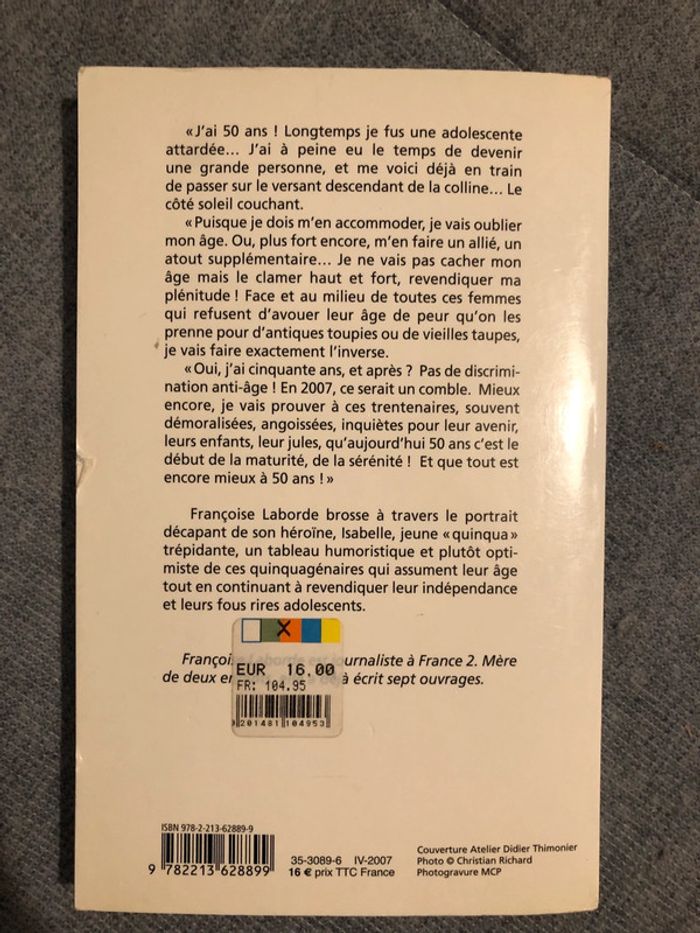 « J'ai 50 ans ! Longtemps je fus une adolescente
attardée... J'ai à peine eu le temps de devenir
une grande personne, et me voici déjà en train
de passer sur le versant descendant de la colline... Le
côté soleil couchant.
« Puisque je dois m'en accommoder, je vais oublier
mon âge. Ou, plus fort encore, m'en faire un allié, un
atout supplémentaire... Je ne vais pas cacher mon
âge mais le clamer haut et fort, revendiquer ma
plénitude ! Face et au milieu de toutes ces femmes
qui refusent d'avouer leur âge de peur qu'on les
prenne pour d'antiques toupies ou de vieilles taupes,
je vais faire exactement l'inverse.
« Oui, j'ai cinquante ans, et après ? Pas de discrimi-
nation anti-âge ! En 2007, ce serait un comble. Mieux
encore, je vais prouver à ces trentenaires, souvent
démoralisées, angoissées, inquiètes pour leur avenir,
leurs enfants, leur jules, qu'aujourd'hui 50 ans c'est le
début de la maturité, de la sérénité ! Et que tout est
encore mieux à 50 ans ! »
Françoise Laborde brosse à travers le portrait
décapant de son héroïne, Isabelle, jeune « quinqua »
trépidante, un tableau humoristique et plutôt opti-
miste de ces quinquagénaires qui assument leur âge
tout en continuant à revendiquer leur indépendance
et leurs fous rires adolescents.
Françoise Laborde est journaliste à France 2. Mère
de deux écrit sept ouvrages.
X
EUR 16.00
FR: 104.95
9 201481 104953
ISBN 978-2-213-62889-9
9 782213 628899
35-3089-6 IV-2007
16 € prix TTC France
Couverture Atelier Didier Thimonier
Photo © Christian Richard
Photogravure MCP